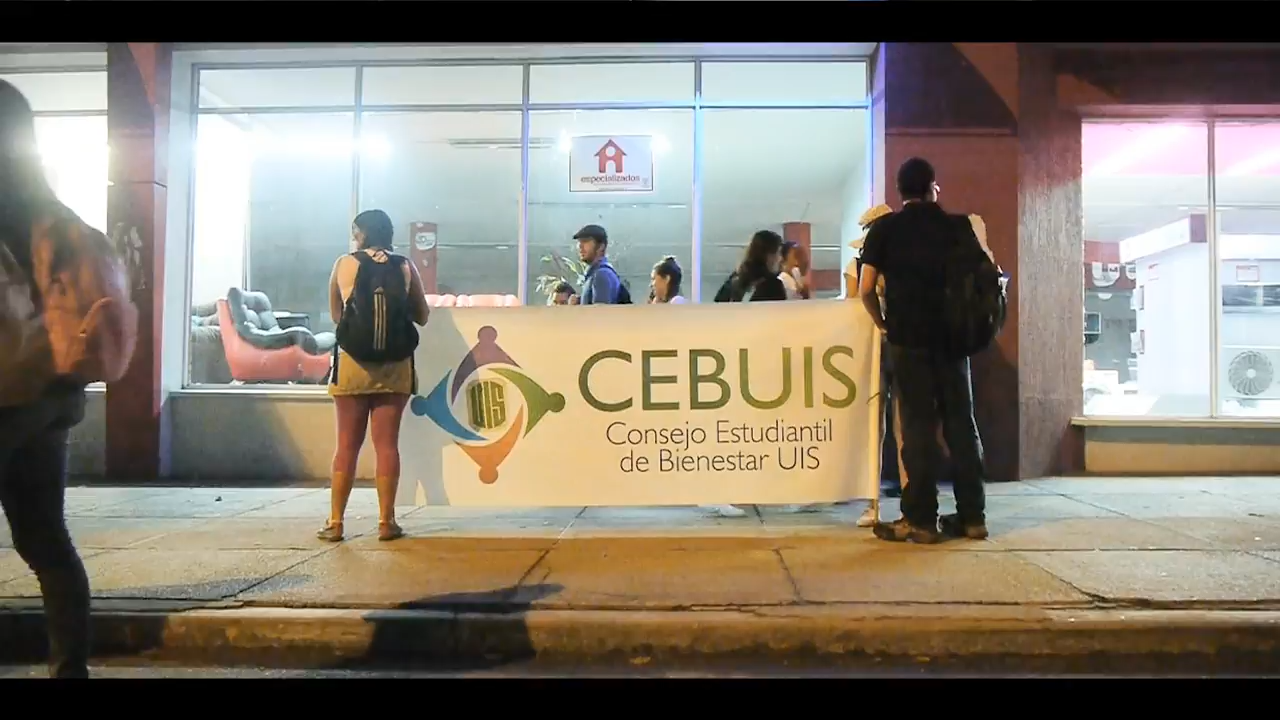 especializados
UIS
CEBUIS
Consejo Estudiantil
de Bienestar UIS